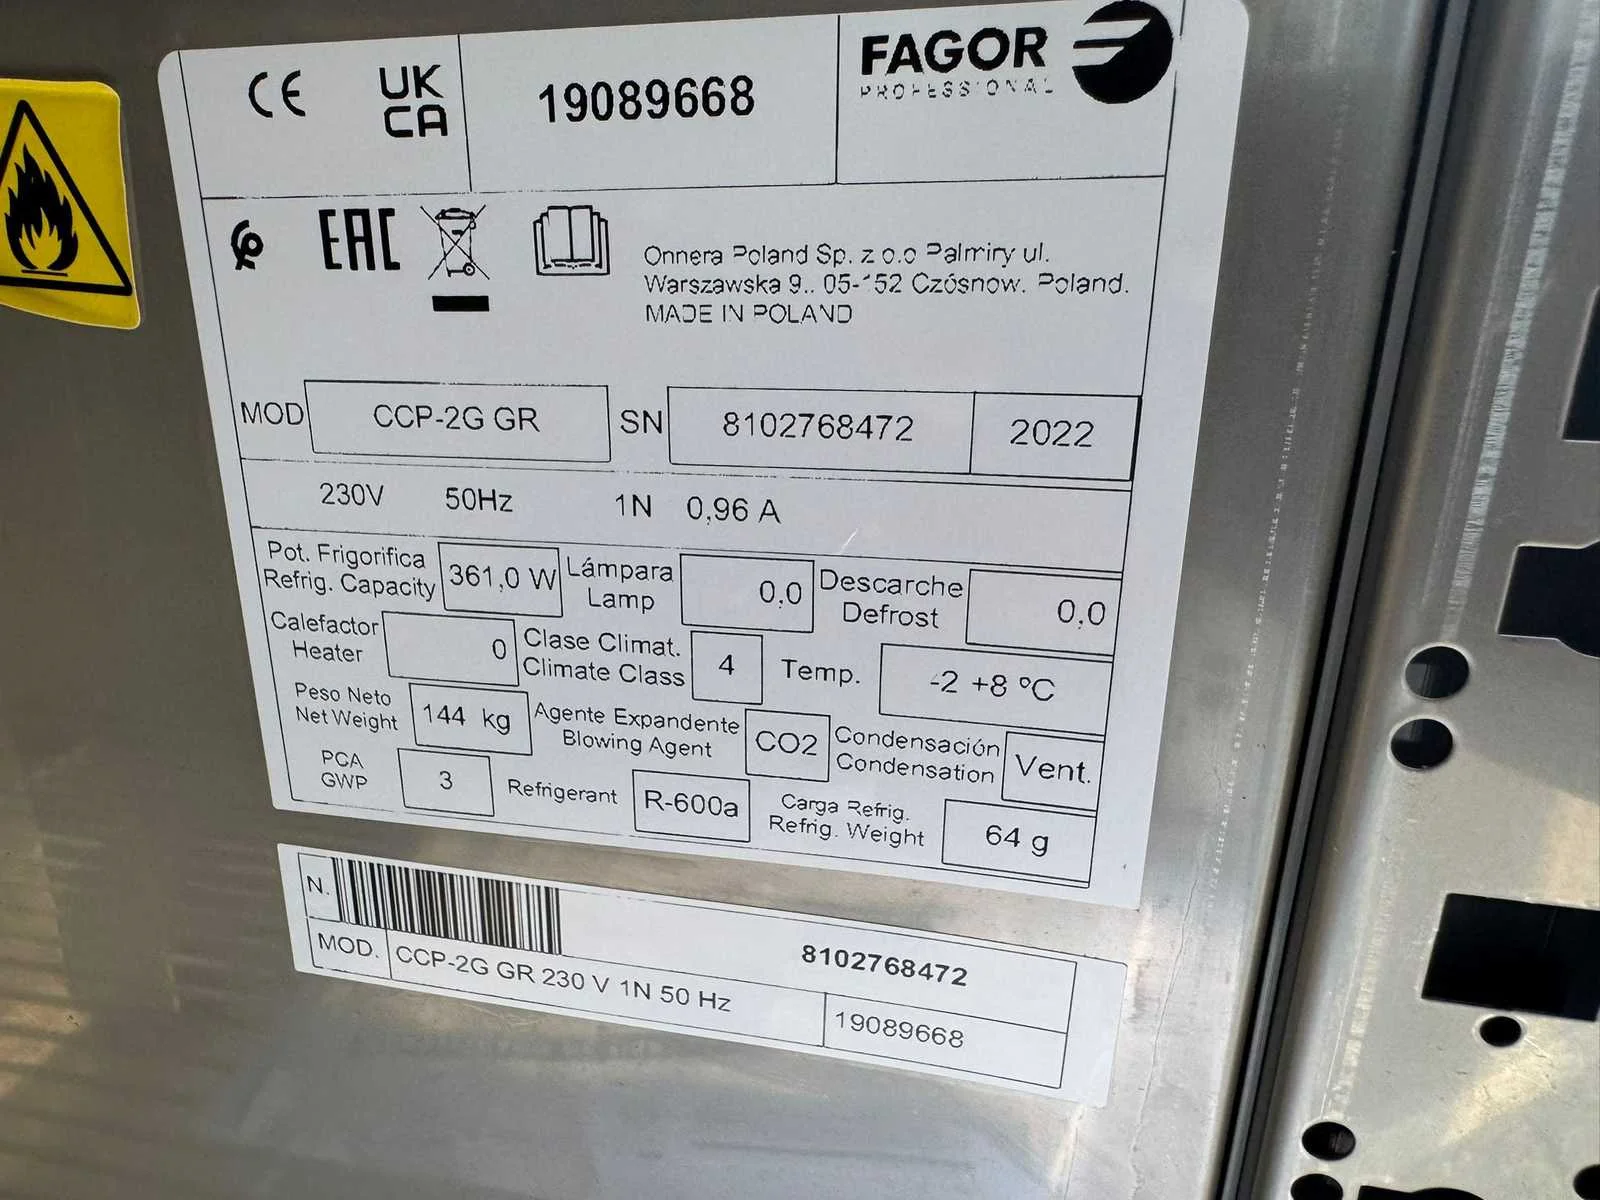 CE
UK
CA
19089668
FAGOR
PROFESSIONAL
EAC
Onnera Poland Sp. z o.o Palmiry ul.
Warszawska 9.. 05-152 Czósnow. Poland.
MADE IN POLAND
MOD CCP-2G GR SN 8102768472 2022
230V 50Hz 1N 0,96 A
Pot. Frigorifica
Refrig. Capacity
361,0 W
Lámpara
Lamp
0,0
Descarche
Defrost
0,0
Calefactor
Heater
0
Clase Climat.
Climate Class
4
Temp.
-2 +8 ºC
Peso Neto
Net Weight
144 kg
Agente Expandente
Blowing Agent
CO2
Condensación
Condensation
Vent.
PCA
GWP
3
Refrigerant
R-600a
Carga Refrig.
Refrig. Weight
64 g
N.
8102768472
MOD. CCP-2G GR 230 V 1N 50 Hz
19089668